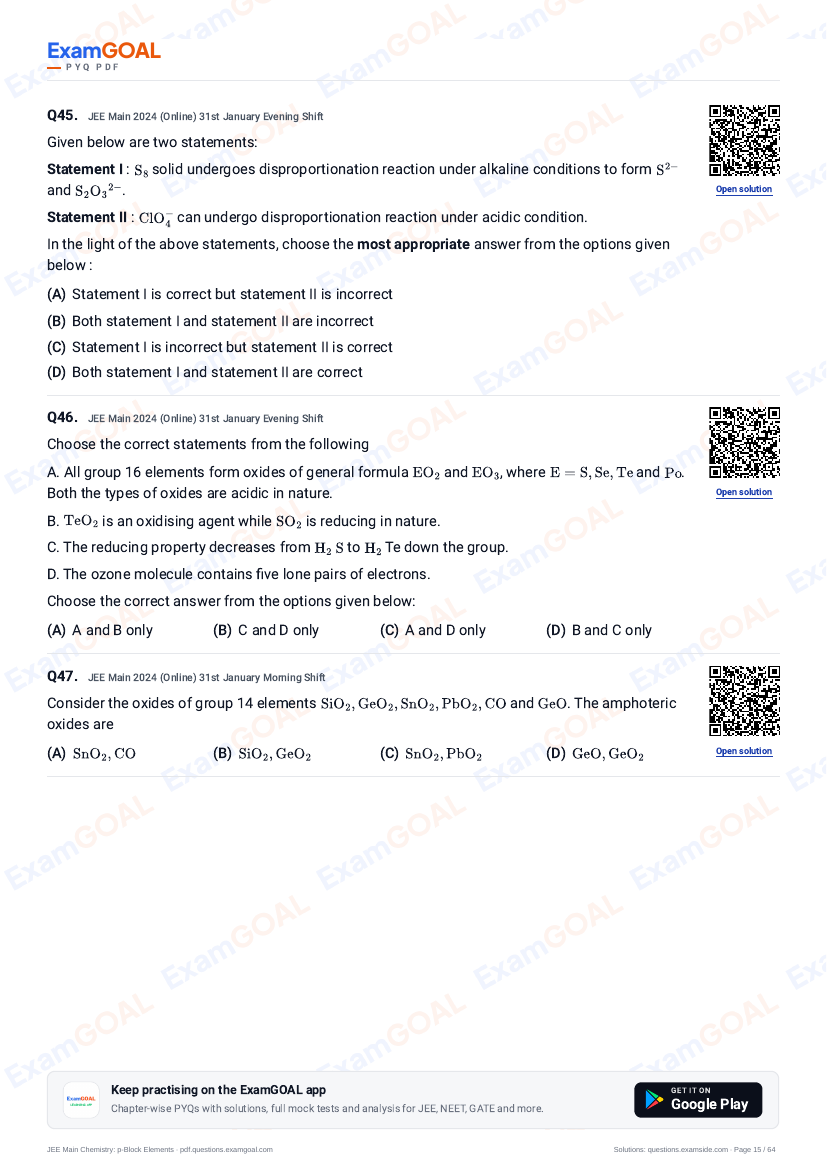 ExamGOAL
PYQ PDF
Q45. JEE Main 2024 (Online) 31st January Evening Shift
Given below are two statements:
Statement I : S₈ solid undergoes disproportionation reaction under alkaline conditions to form S²⁻
and S₂O₃²⁻.
Statement II : ClO₄⁻ can undergo disproportionation reaction under acidic condition.
In the light of the above statements, choose the most appropriate answer from the options given
below :
(A) Statement I is correct but statement II is incorrect
(B) Both statement I and statement II are incorrect
(C) Statement I is incorrect but statement II is correct
(D) Both statement I and statement II are correct
Open solution
Q46. JEE Main 2024 (Online) 31st January Evening Shift
Choose the correct statements from the following
A. All group 16 elements form oxides of general formula EO₂ and EO₃, where E = S, Se, Te and Po.
Both the types of oxides are acidic in nature.
B. TeO₂ is an oxidising agent while SO₂ is reducing in nature.
C. The reducing property decreases from H₂ S to H₂ Te down the group.
D. The ozone molecule contains five lone pairs of electrons.
Choose the correct answer from the options given below:
(A) A and B only (B) C and D only (C) A and D only (D) B and C only
Open solution
Q47. JEE Main 2024 (Online) 31st January Morning Shift
Consider the oxides of group 14 elements SiO₂, GeO₂, SnO₂, PbO₂, CO and GeO. The amphoteric
oxides are
(A) SnO₂, CO (B) SiO₂, GeO₂ (C) SnO₂, PbO₂ (D) GeO, GeO₂
Open solution
ExamGOAL
Keep practising on the ExamGOAL app
Chapter-wise PYQs with solutions, full mock tests and analysis for JEE, NEET, GATE and more.
GET IT ON
Google Play
JEE Main Chemistry: p-Block Elements · pdf.questions.examgoal.com
Solutions: questions.examside.com · Page 15 / 64